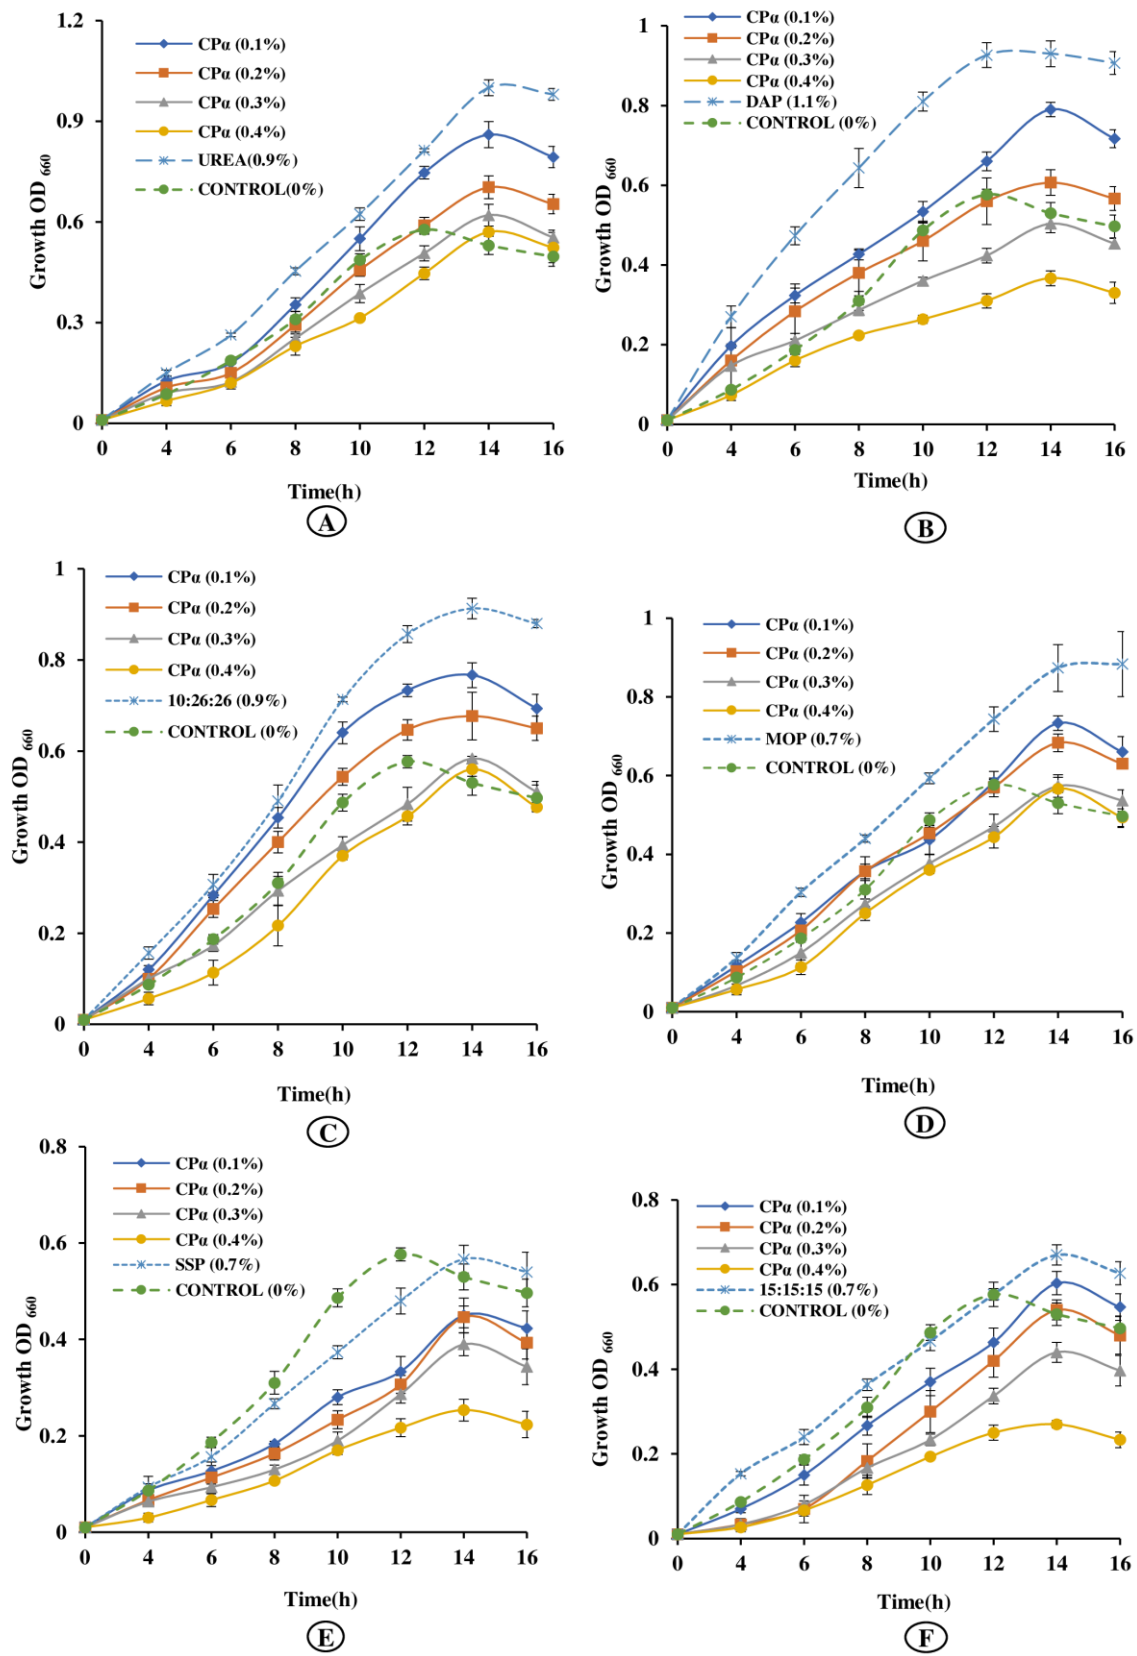 1.2
0.9
0.6
0.3
0
Growth OD 660
CPα (0.1%)
CPα (0.2%)
CPα (0.3%)
CPα (0.4%)
UREA(0.9%)
CONTROL(0%)
0 4 6 8 10 12 14 16
Time(h)
A
1
0.8
0.6
0.4
0.2
0
Growth OD 660
CPα (0.1%)
CPα (0.2%)
CPα (0.3%)
CPα (0.4%)
DAP (1.1%)
CONTROL (0%)
0 4 6 8 10 12 14 16
Time(h)
B
1
0.8
0.6
0.4
0.2
0
Growth OD 660
CPα (0.1%)
CPα (0.2%)
CPα (0.3%)
CPα (0.4%)
10:26:26 (0.9%)
CONTROL (0%)
0 4 6 8 10 12 14 16
Time(h)
C
1
0.8
0.6
0.4
0.2
0
Growth OD 660
CPα (0.1%)
CPα (0.2%)
CPα (0.3%)
CPα (0.4%)
MOP (0.7%)
CONTROL (0%)
0 4 6 8 10 12 14 16
Time(h)
D
0.8
0.6
0.4
0.2
0
Growth OD 660
CPα (0.1%)
CPα (0.2%)
CPα (0.3%)
CPα (0.4%)
SSP (0.7%)
CONTROL (0%)
0 4 6 8 10 12 14 16
Time(h)
E
0.8
0.6
0.4
0.2
0
Growth OD 660
CPα (0.1%)
CPα (0.2%)
CPα (0.3%)
CPα (0.4%)
15:15:15 (0.7%)
CONTROL (0%)
0 4 6 8 10 12 14 16
Time(h)
F